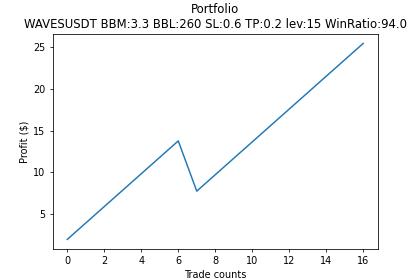 Portfolio
WAVESUSDT BBM:3.3 BBL:260 SL:0.6 TP:0.2 lev:15 WinRatio:94.0
25
20
15
10
5
Profit ($)
0 2 4 6 8 10 12 14 16
Trade counts